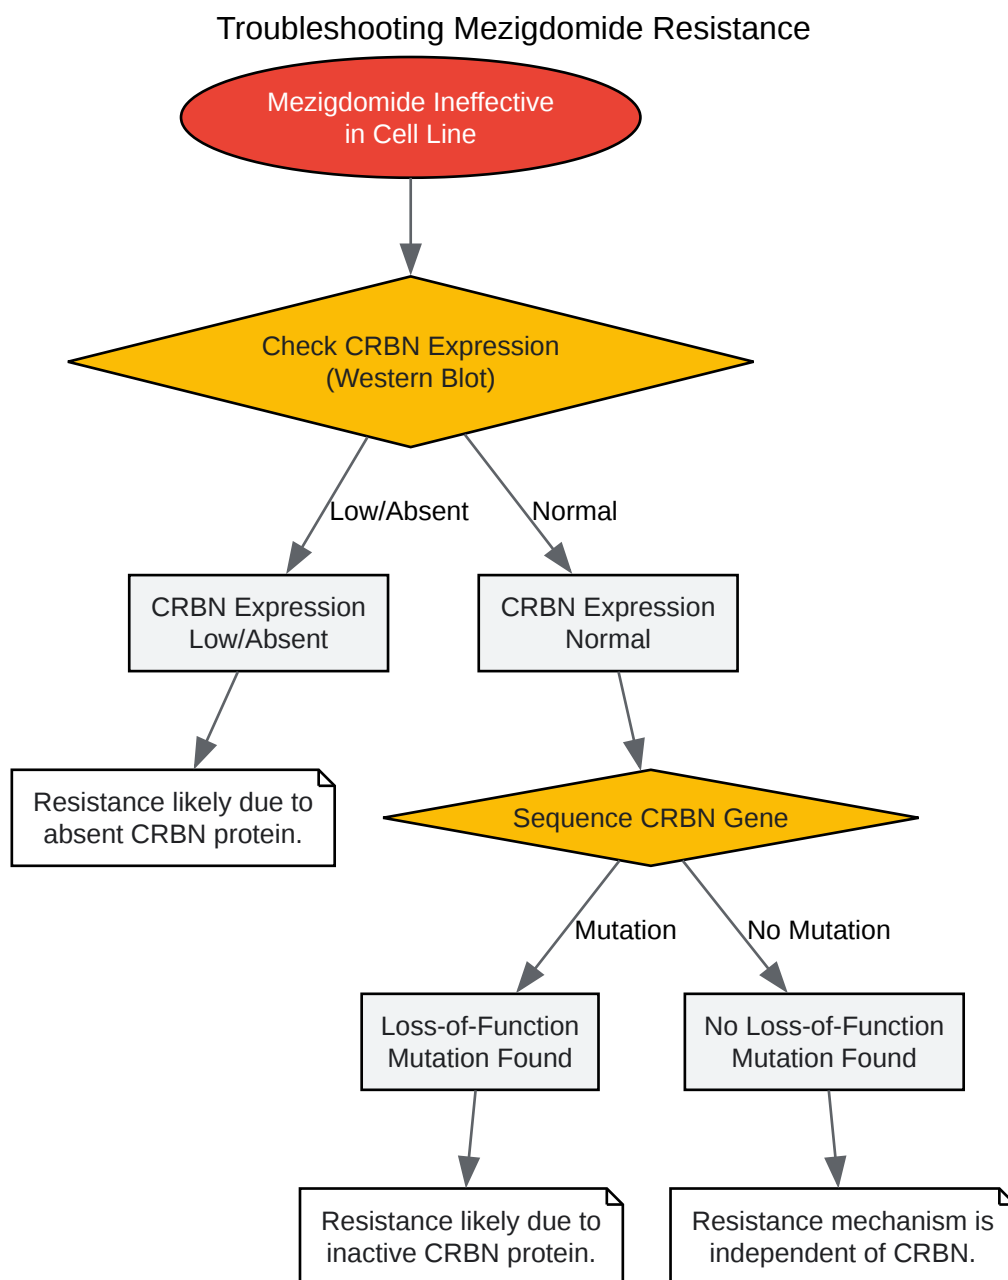 Troubleshooting Mezigdomide Resistance
Mezigdomide Ineffective
in Cell Line
Check CRBN Expression
(Western Blot)
Low/Absent
Normal
CRBN Expression
Low/Absent
CRBN Expression
Normal
Resistance likely due to
absent CRBN protein.
Sequence CRBN Gene
Mutation
No Mutation
Loss-of-Function
Mutation Found
No Loss-of-Function
Mutation Found
Resistance likely due to
inactive CRBN protein.
Resistance mechanism is
independent of CRBN.